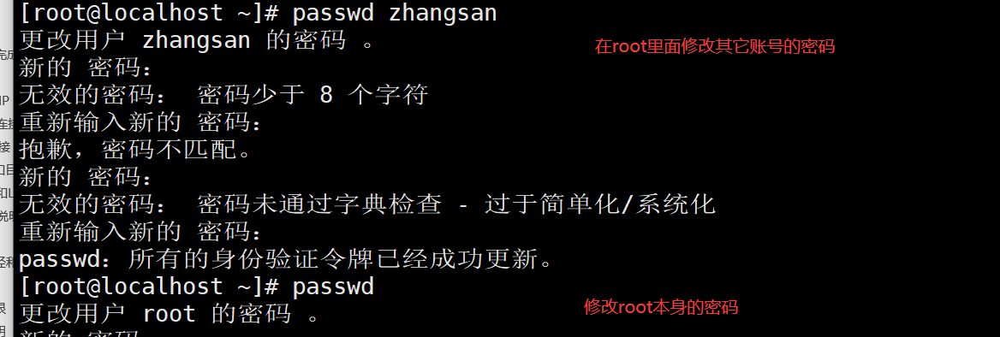 [root@localhost ~]# passwd zhangsan
更改用户 zhangsan 的密码 。
在root里面修改其它账号的密码
新的 密码：
无效的密码： 密码少于 8 个字符
重新输入新的 密码：
抱歉，密码不匹配。
新的 密码：
无效的密码： 密码未通过字典检查 - 过于简单化/系统化
重新输入新的 密码：
passwd：所有的身份验证令牌已经成功更新。
[root@localhost ~]# passwd
更改用户 root 的密码 。
修改root本身的密码
新的 密码